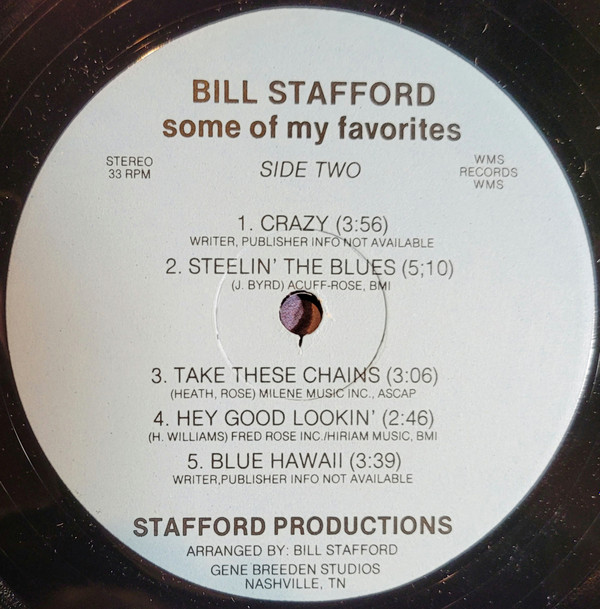 BILL STAFFORD
some of my favorites
STEREO
33 RPM
SIDE TWO
WMS
RECORDS
WMS
1. CRAZY (3:56)
WRITER, PUBLISHER INFO NOT AVAILABLE
2. STEELIN' THE BLUES (5;10)
(J. BYRD) ACUFF-ROSE, BMI
3. TAKE THESE CHAINS (3:06)
(HEATH, ROSE) MILENE MUSIC INC., ASCAP
4. HEY GOOD LOOKIN' (2:46)
(H. WILLIAMS) FRED ROSE INC./HIRIAM MUSIC, BMI
5. BLUE HAWAII (3:39)
WRITER,PUBLISHER INFO NOT AVAILABLE
STAFFORD PRODUCTIONS
ARRANGED BY: BILL STAFFORD
GENE BREEDEN STUDIOS
NASHVILLE, TN